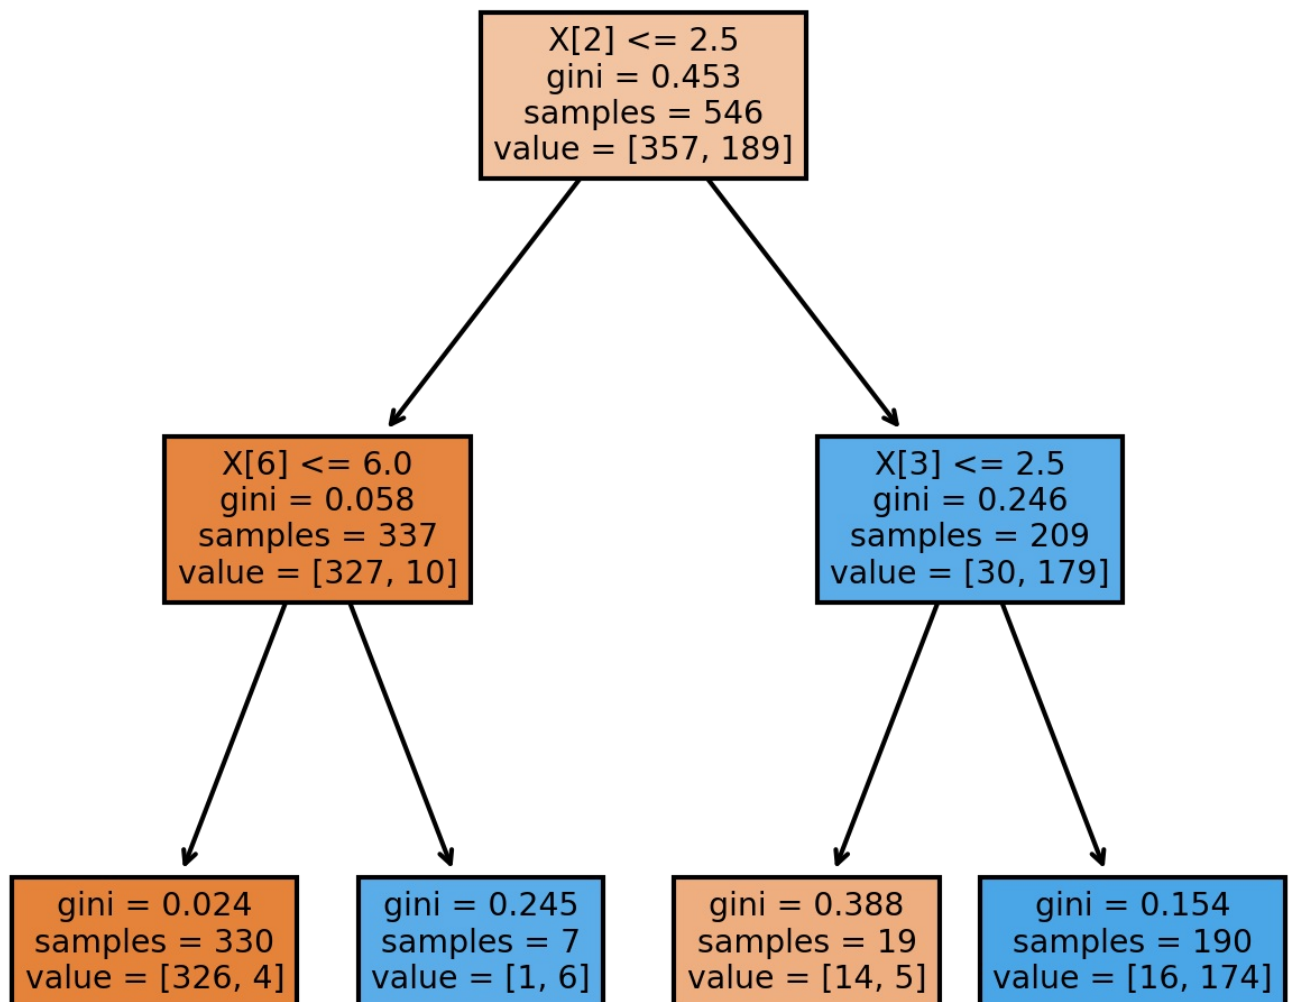 X[2] <= 2.5
gini = 0.453
samples = 546
value = [357, 189]
X[6] <= 6.0
gini = 0.058
samples = 337
value = [327, 10]
X[3] <= 2.5
gini = 0.246
samples = 209
value = [30, 179]
gini = 0.024
samples = 330
value = [326, 4]
gini = 0.245
samples = 7
value = [1, 6]
gini = 0.388
samples = 19
value = [14, 5]
gini = 0.154
samples = 190
value = [16, 174]